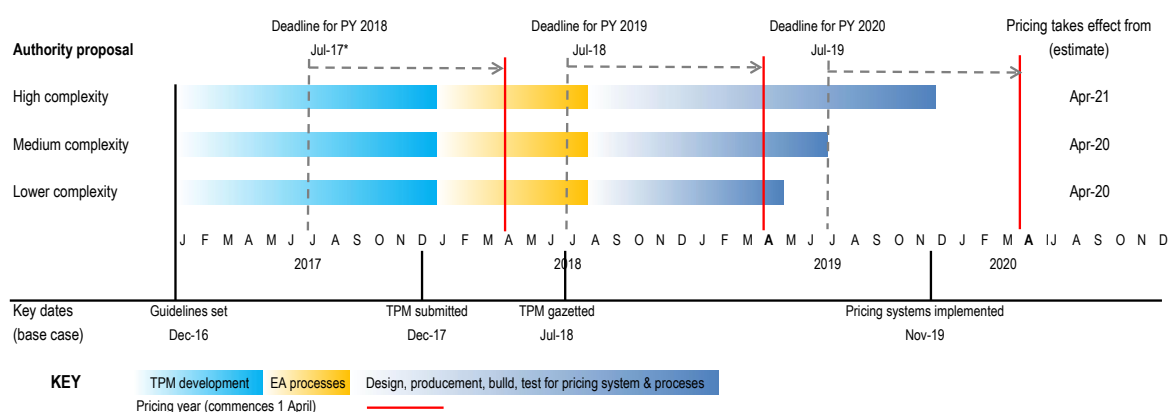 Deadline for PY 2018 Deadline for PY 2019 Deadline for PY 2020 Pricing takes effect from
Authority proposal Jul-17* Jul-18 Jul-19 (estimate)
High complexity Apr-21
Medium complexity Apr-20
Lower complexity Apr-20
J F M A M J J A S O N D J F M A M J J A S O N D J F M A M J J A S O N D J F M A IJ A S O N D
2017 2018 2019 2020
Key dates Guidelines set TPM submitted TPM gazetted Pricing systems implemented
(base case) Dec-16 Dec-17 Jul-18 Nov-19
KEY TPM development EA processes Design, producement, bulld, test for pricing system & proceses
Pricing year (commences 1 April)